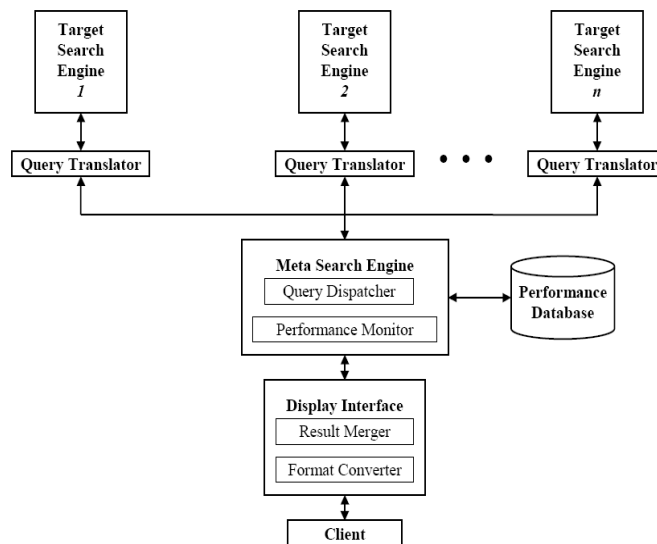 Target
Search
Engine
1
Target
Search
Engine
2
Target
Search
Engine
n
Query Translator
Query Translator
• • •
Query Translator
Meta Search Engine
Query Dispatcher
Performance Monitor
Performance
Database
Display Interface
Result Merger
Format Converter
Client